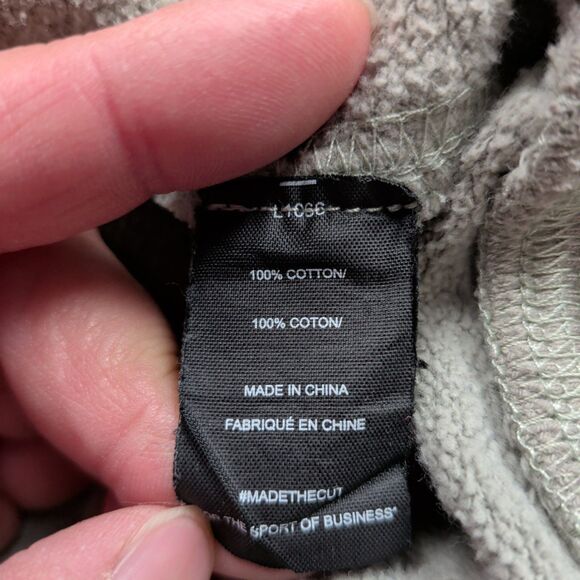 L1066
100% COTTON/
100% COTON/
MADE IN CHINA
FABRIQUÉ EN CHINE
#MADETHECUT
THE SPORT OF BUSINESS*